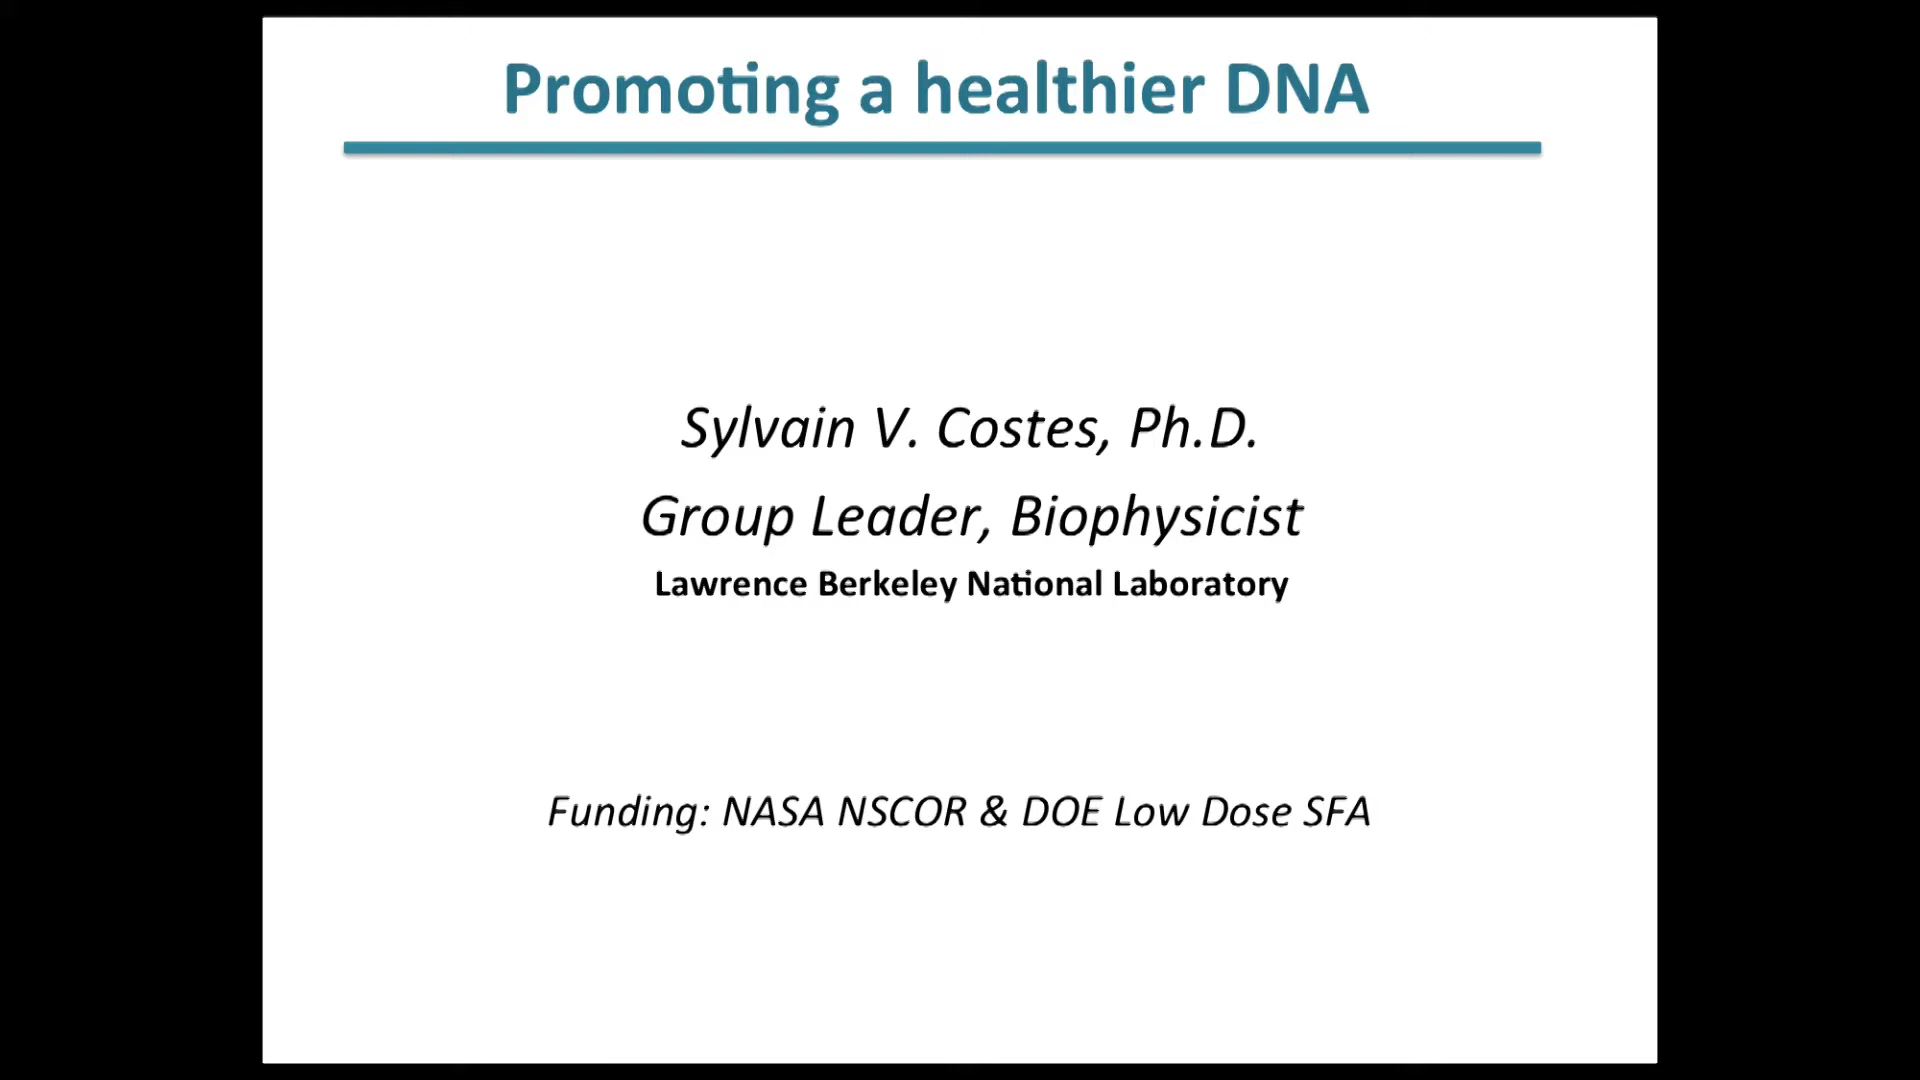 Promoting a healthier DNA
Sylvain V. Costes, Ph.D.
Group Leader, Biophysicist
Lawrence Berkeley National Laboratory
Funding: NASA NSCOR & DOE Low Dose SFA